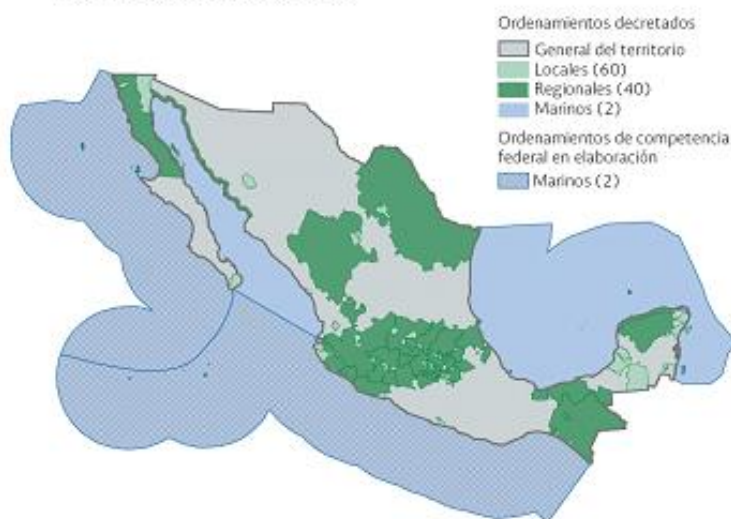 Ordenamientos decretados
General del territorio
Locales (60)
Regionales (40)
Marinos (2)
Ordenamientos de competencia
federal en elaboración
Marinos (2)